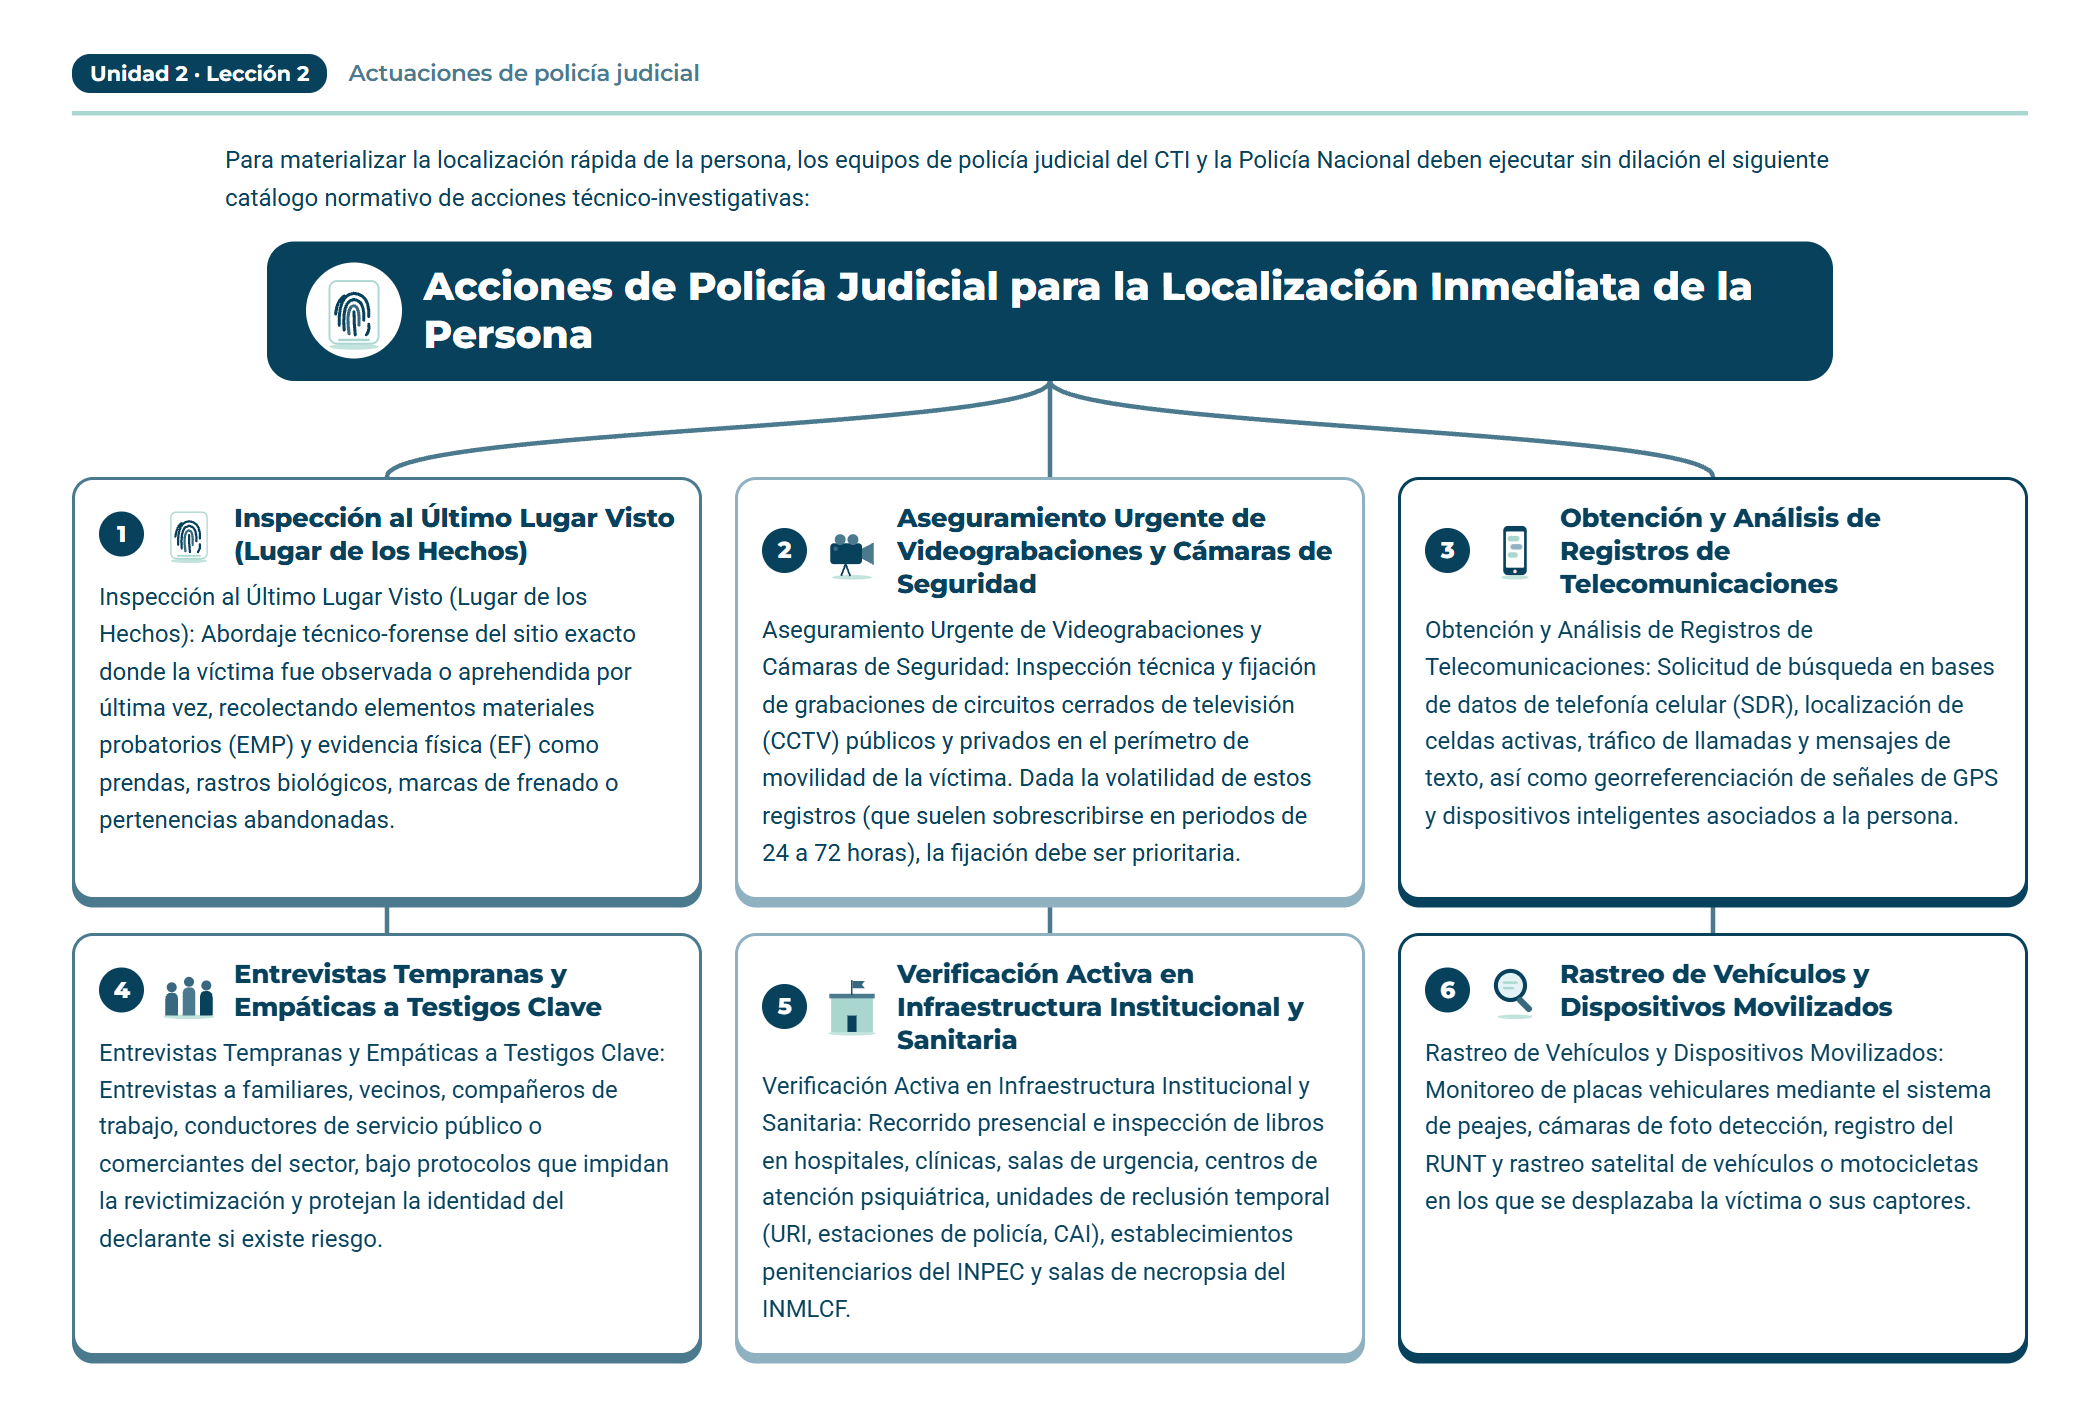 Unidad 2 · Lección 2
Actuaciones de policía judicial
Para materializar la localización rápida de la persona, los equipos de policía judicial del CTI y la Policía Nacional deben ejecutar sin dilación el siguiente
catálogo normativo de acciones técnico-investigativas:
Acciones de Policía Judicial para la Localización Inmediata de la
Persona
1
Inspección al Último Lugar Visto
(Lugar de los Hechos)
Inspección al Último Lugar Visto (Lugar de los
Hechos): Abordaje técnico-forense del sitio exacto
donde la víctima fue observada o aprehendida por
última vez, recolectando elementos materiales
probatorios (EMP) y evidencia física (EF) como
prendas, rastros biológicos, marcas de frenado o
pertenencias abandonadas.
2
Aseguramiento Urgente de
Videograbaciones y Cámaras de
Seguridad
Aseguramiento Urgente de Videograbaciones y
Cámaras de Seguridad: Inspección técnica y fijación
de grabaciones de circuitos cerrados de televisión
(CCTV) públicos y privados en el perímetro de
movilidad de la víctima. Dada la volatilidad de estos
registros (que suelen sobrescribirse en periodos de
24 a 72 horas), la fijación debe ser prioritaria.
3
Obtención y Análisis de
Registros de
Telecomunicaciones
Obtención y Análisis de Registros de
Telecomunicaciones: Solicitud de búsqueda en bases
de datos de telefonía celular (SDR), localización de
celdas activas, tráfico de llamadas y mensajes de
texto, así como georreferenciación de señales de GPS
y dispositivos inteligentes asociados a la persona.
4
Entrevistas Tempranas y
Empáticas a Testigos Clave
Entrevistas Tempranas y Empáticas a Testigos Clave:
Entrevistas a familiares, vecinos, compañeros de
trabajo, conductores de servicio público o
comerciantes del sector, bajo protocolos que impidan
la revictimización y protejan la identidad del
declarante si existe riesgo.
5
Verificación Activa en
Infraestructura Institucional y
Sanitaria
Verificación Activa en Infraestructura Institucional y
Sanitaria: Recorrido presencial e inspección de libros
en hospitales, clínicas, salas de urgencia, centros de
atención psiquiátrica, unidades de reclusión temporal
(URI, estaciones de policía, CAI), establecimientos
penitenciarios del INPEC y salas de necropsia del
INMLCF.
6
Rastreo de Vehículos y
Dispositivos Movilizados
Rastreo de Vehículos y Dispositivos Movilizados:
Monitoreo de placas vehiculares mediante el sistema
de peajes, cámaras de foto detección, registro del
RUNT y rastreo satelital de vehículos o motocicletas
en los que se desplazaba la víctima o sus captores.